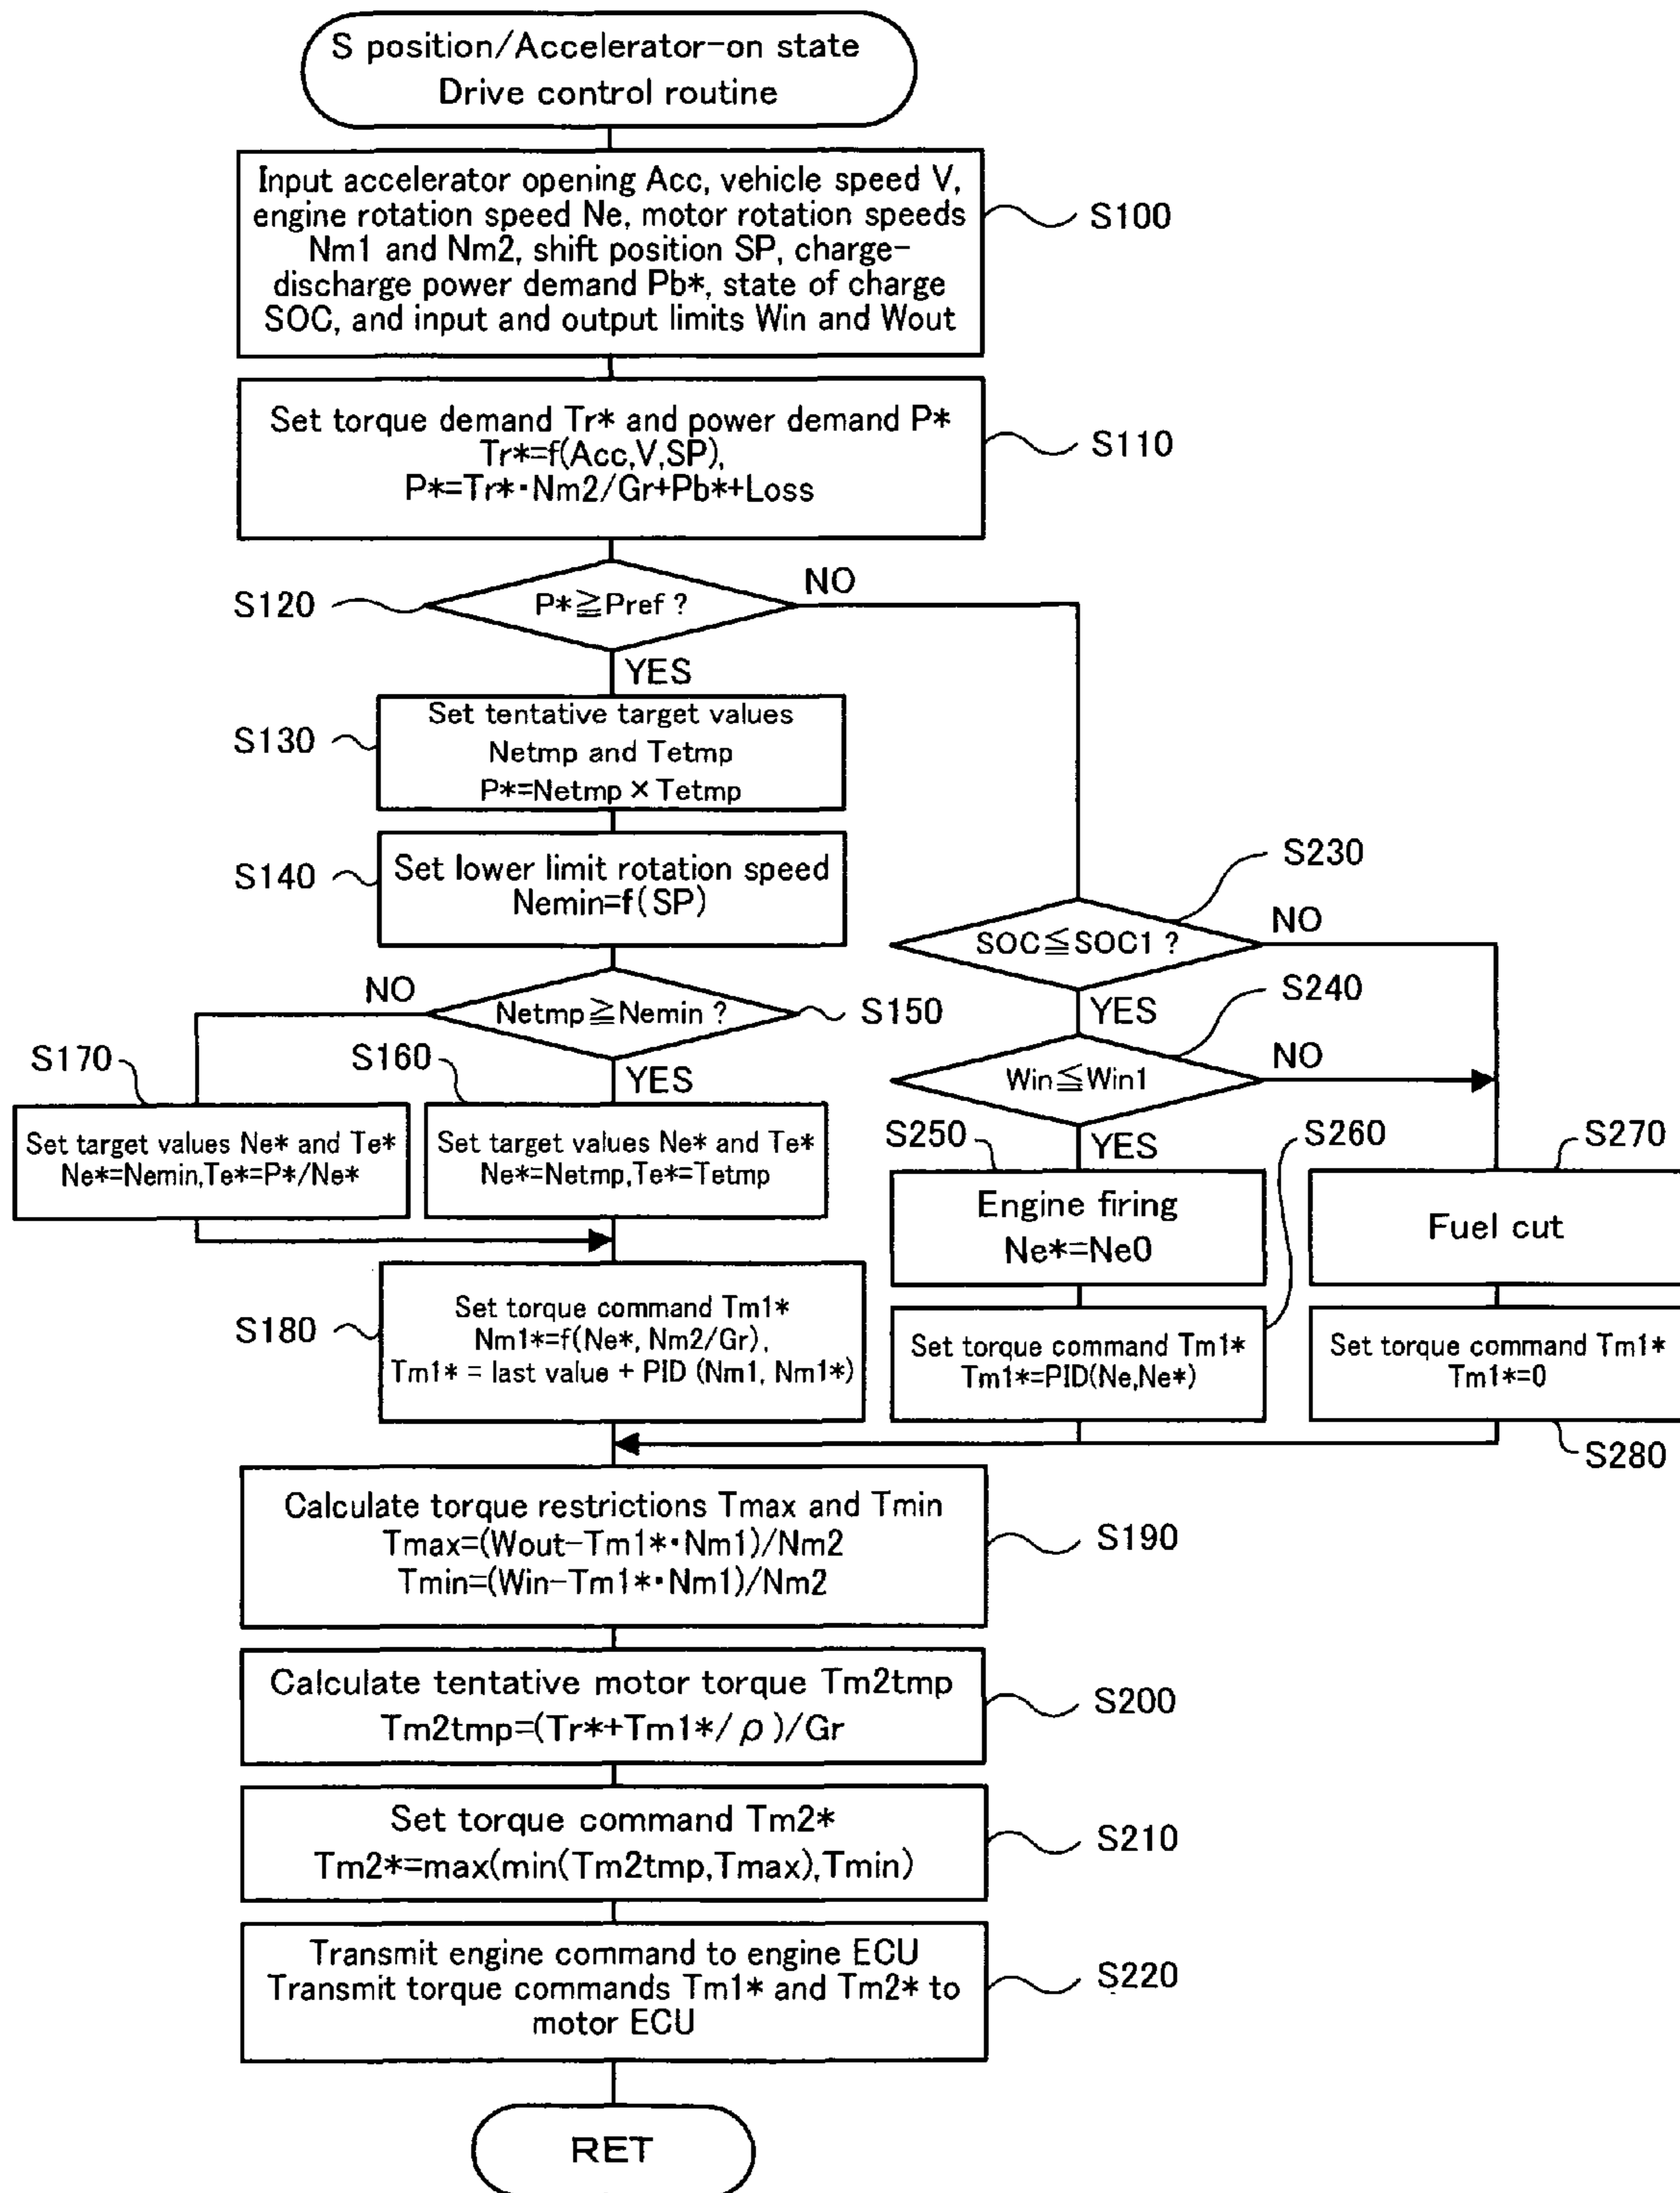 S position/Accelerator-on state
Drive control routine
Input accelerator opening Acc, vehicle speed V,
engine rotation speed Ne, motor rotation speeds
Nm1 and Nm2, shift position SP, charge-
discharge power demand Pb*, state of charge
SOC, and input and output limits Win and Wout
S100
Set torque demand Tr* and power demand P*
Tr*=f(Acc,V,SP),
P*=Tr*·Nm2/Gr+Pb*+Loss
S110
S120
P*≧Pref ?
NO
YES
S130
Set tentative target values
Netmp and Tetmp
P*=Netmp × Tetmp
S140
Set lower limit rotation speed
Nemin=f(SP)
S230
SOC≦SOC1 ?
NO
YES
NO
Netmp≧Nemin ?
S150
YES
S240
Win≦Win1
NO
YES
S170
Set target values Ne* and Te*
Ne*=Nemin,Te*=P*/Ne*
S160
Set target values Ne* and Te*
Ne*=Netmp,Te*=Tetmp
S250
Engine firing
Ne*=Ne0
S260
S270
Fuel cut
S180
Set torque command Tm1*
Nm1*=f(Ne*, Nm2/Gr),
Tm1* = last value + PID (Nm1, Nm1*)
Set torque command Tm1*
Tm1*=PID(Ne,Ne*)
Set torque command Tm1*
Tm1*=0
S280
Calculate torque restrictions Tmax and Tmin
Tmax=(Wout-Tm1*·Nm1)/Nm2
Tmin=(Win-Tm1*·Nm1)/Nm2
S190
Calculate tentative motor torque Tm2tmp
Tm2tmp=(Tr*+Tm1*/ρ)/Gr
S200
Set torque command Tm2*
Tm2*=max(min(Tm2tmp,Tmax),Tmin)
S210
Transmit engine command to engine ECU
Transmit torque commands Tm1* and Tm2* to
motor ECU
S220
RET